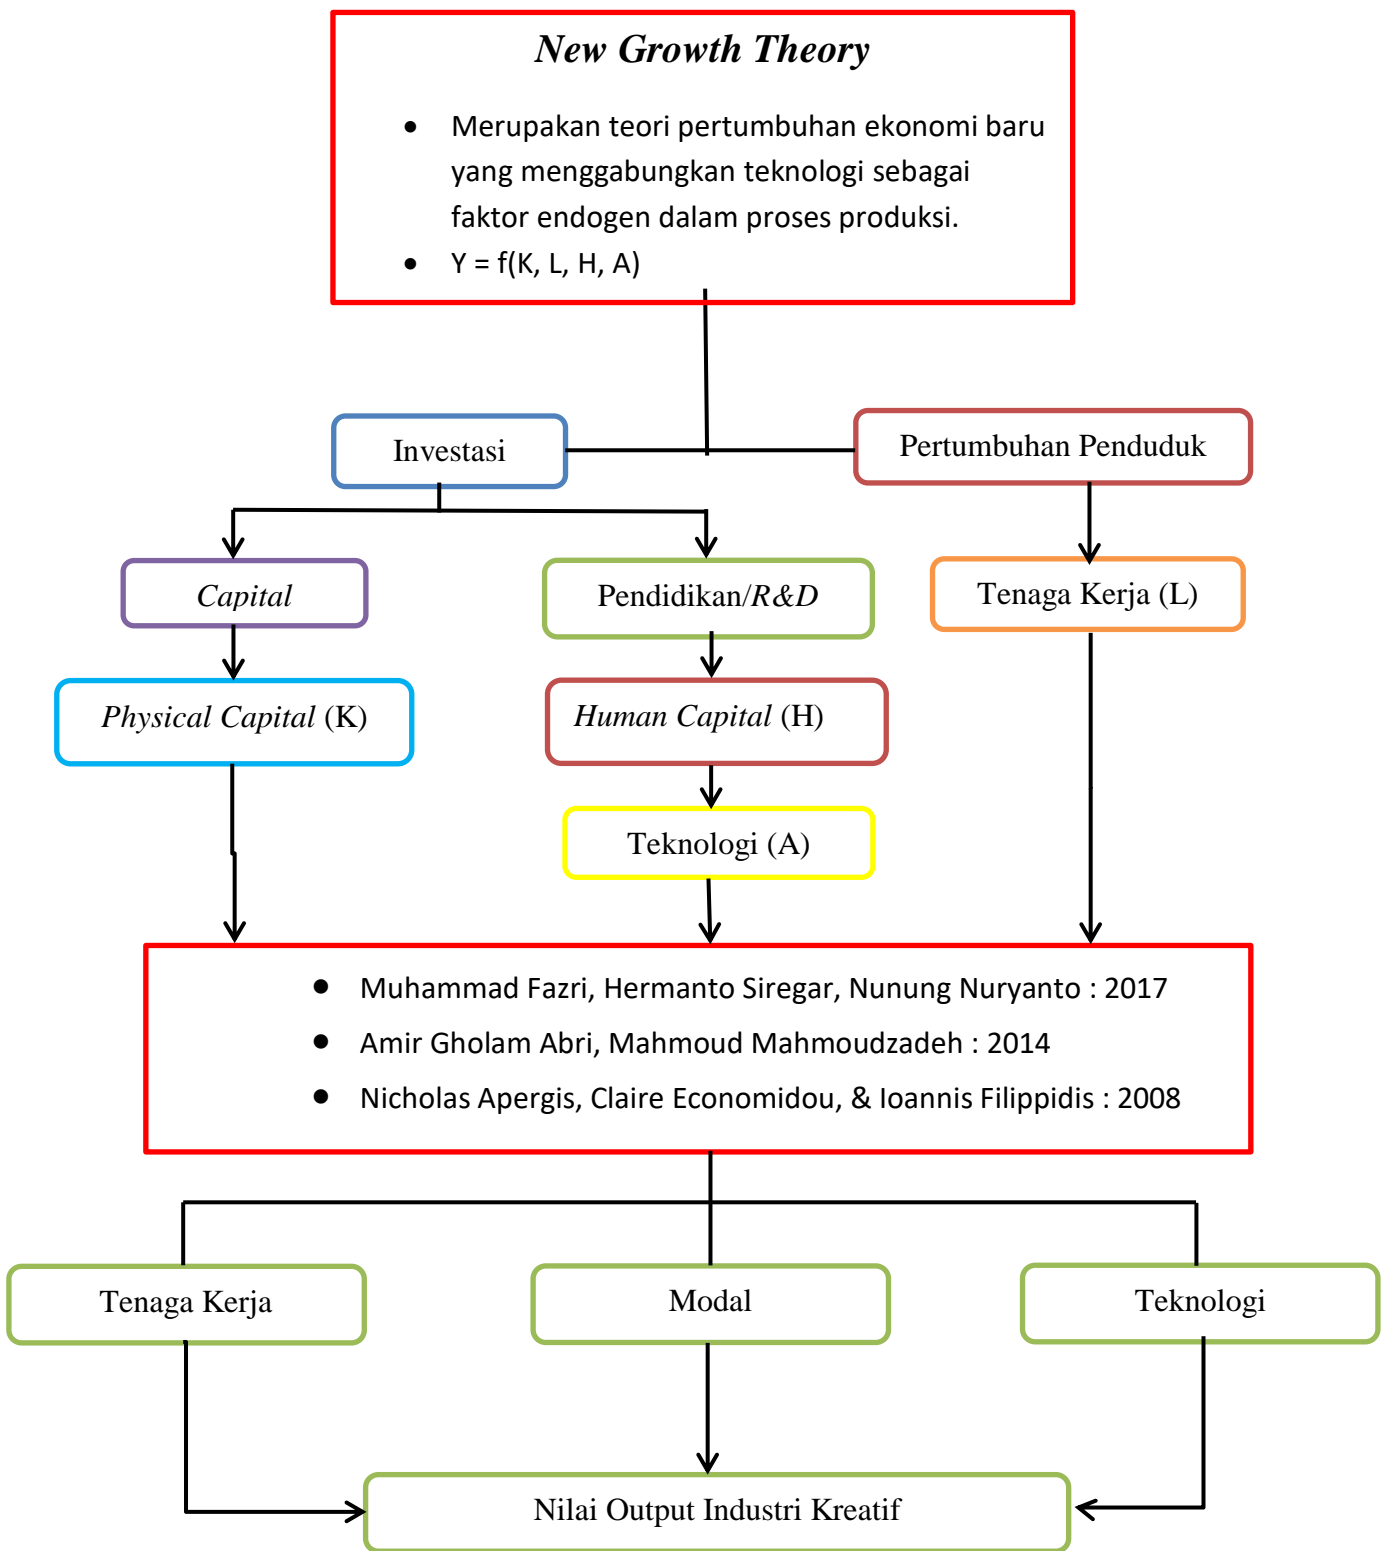 New Growth Theory
• Merupakan teori pertumbuhan ekonomi baru
yang menggabungkan teknologi sebagai
faktor endogen dalam proses produksi.
• Y = f(K, L, H, A)
Investasi
Pertumbuhan Penduduk
Capital
Pendidikan/R&D
Tenaga Kerja (L)
Physical Capital (K)
Human Capital (H)
Teknologi (A)
• Muhammad Fazri, Hermanto Siregar, Nunung Nuryanto : 2017
• Amir Gholam Abri, Mahmoud Mahmoudzadeh : 2014
• Nicholas Apergis, Claire Economidou, & Ioannis Filippidis : 2008
Tenaga Kerja
Modal
Teknologi
Nilai Output Industri Kreatif